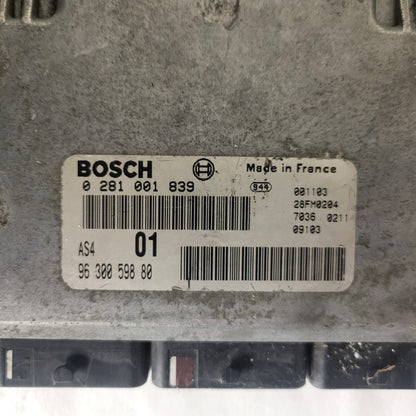 BOSCH Made in France
0 281 001 839 944 001103
28FM0204
7036 0211
AS4 01 09103
96 300 598 80